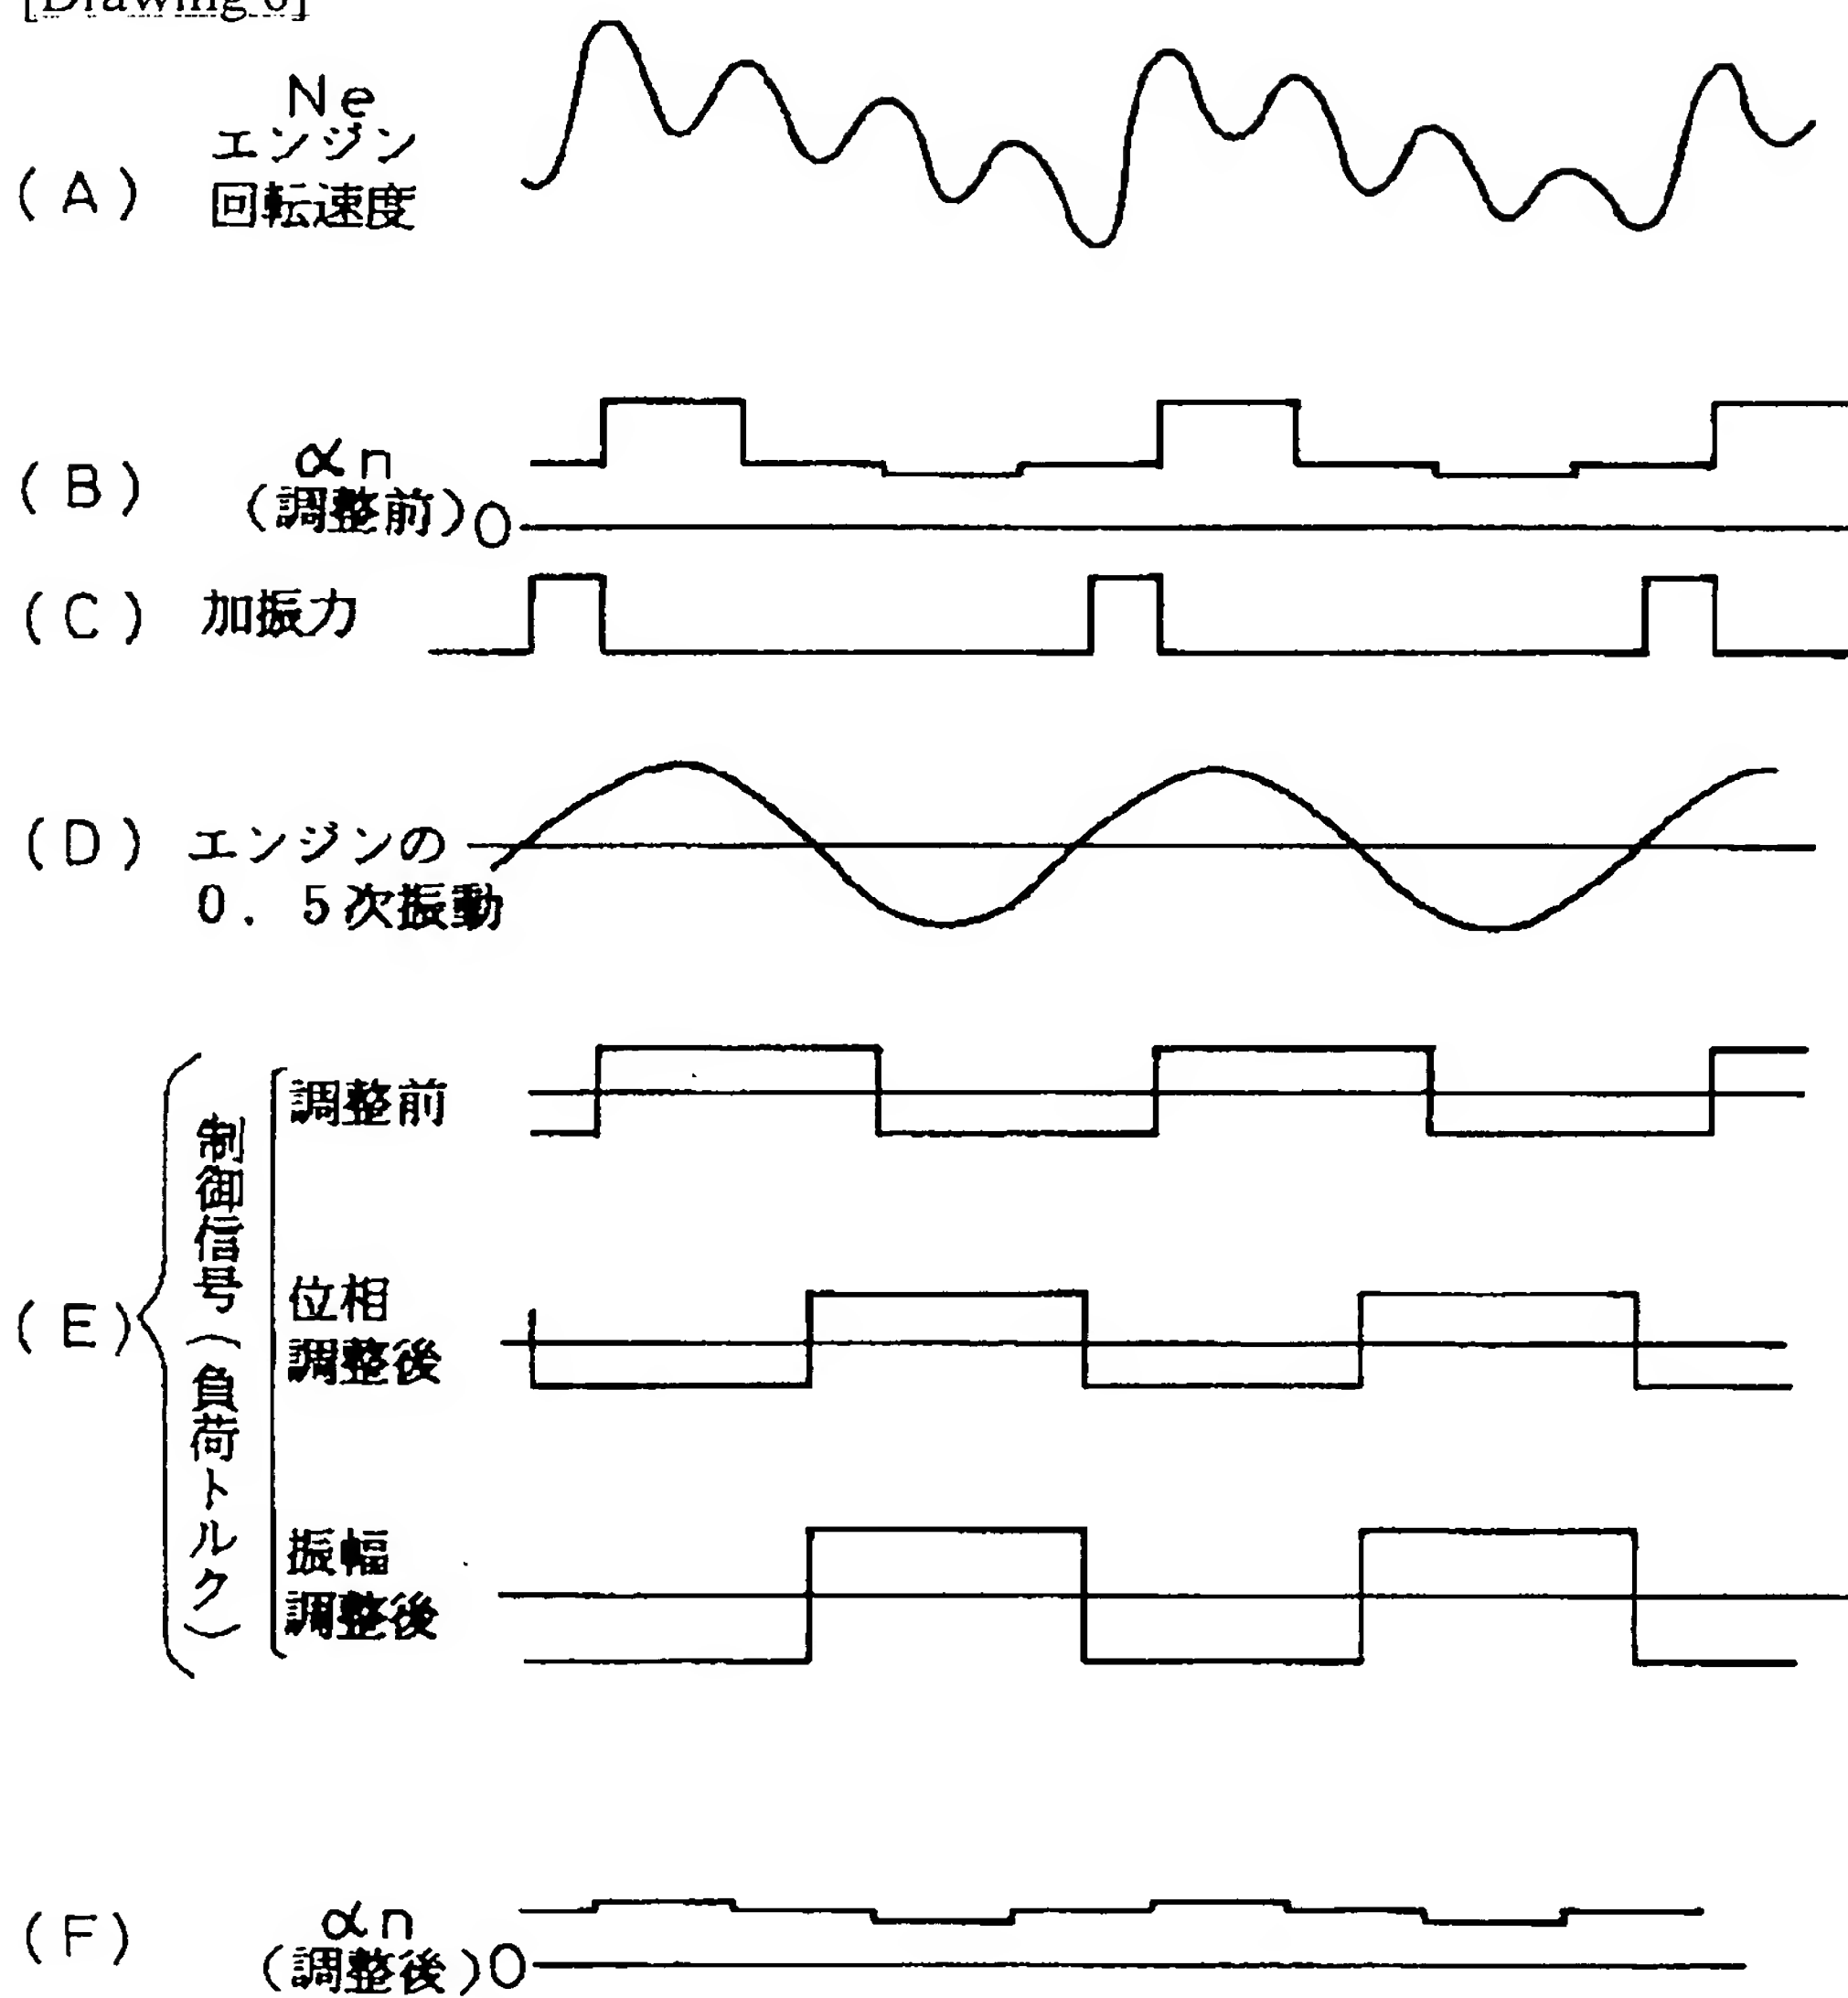 [Drawing 6]
Ne
エンジン
(A) 回転速度
αn
(B)
(調整前) 0
(C) 加振力
(D) エンジンの
0.5次振動
(E) 制御信号(負荷トルク)
調整前
位相
調整後
振幅
調整後
(F) αn
(調整後) 0